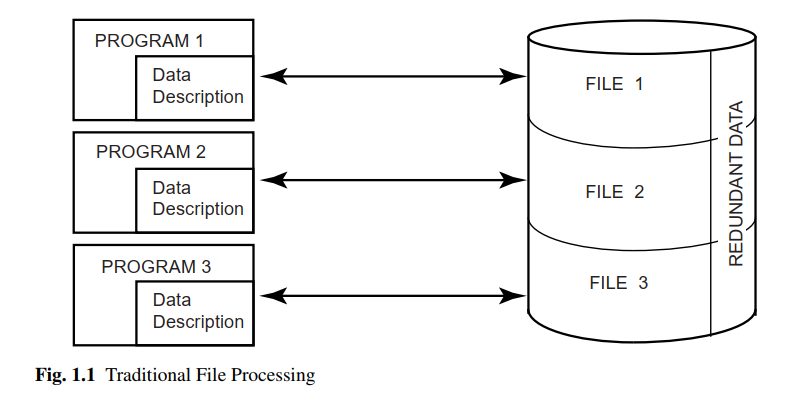 PROGRAM 1
Data
Description
FILE 1
PROGRAM 2
Data
Description
FILE 2
PROGRAM 3
Data
Description
FILE 3
REDUNDANT DATA
Fig. 1.1 Traditional File Processing